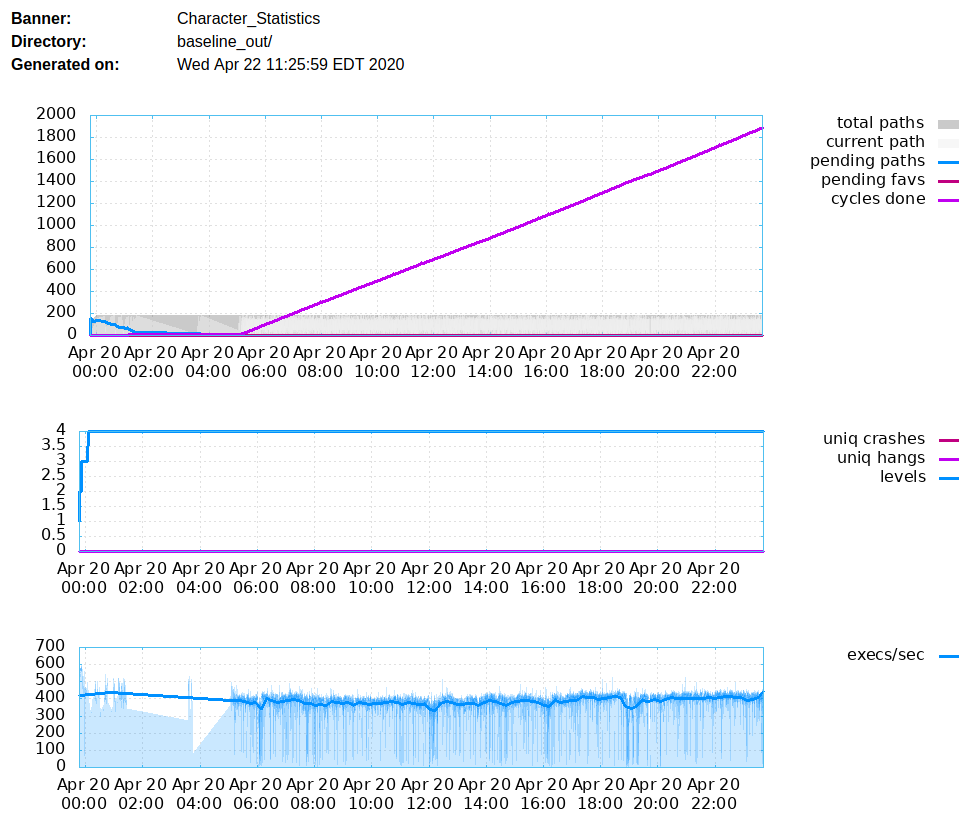 Banner: Character_Statistics
Directory: baseline_out/
Generated on: Wed Apr 22 11:25:59 EDT 2020
2000
1800
1600
1400
1200
1000
800
600
400
200
0
Apr 20 Apr 20 Apr 20 Apr 20 Apr 20 Apr 20 Apr 20 Apr 20 Apr 20 Apr 20 Apr 20 Apr 20
00:00 02:00 04:00 06:00 08:00 10:00 12:00 14:00 16:00 18:00 20:00 22:00
total paths
current path
pending paths
pending favs
cycles done
4
3.5
3
2.5
2
1.5
1
0.5
0
Apr 20 Apr 20 Apr 20 Apr 20 Apr 20 Apr 20 Apr 20 Apr 20 Apr 20 Apr 20 Apr 20 Apr 20
00:00 02:00 04:00 06:00 08:00 10:00 12:00 14:00 16:00 18:00 20:00 22:00
uniq crashes
uniq hangs
levels
700
600
500
400
300
200
100
0
Apr 20 Apr 20 Apr 20 Apr 20 Apr 20 Apr 20 Apr 20 Apr 20 Apr 20 Apr 20 Apr 20 Apr 20
00:00 02:00 04:00 06:00 08:00 10:00 12:00 14:00 16:00 18:00 20:00 22:00
execs/sec